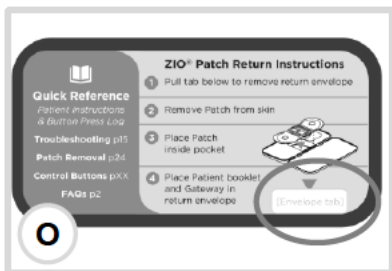 Quick Reference
Patient Instructions
& Button Press Log
Troubleshooting p15
Patch Removal p24
Control Buttons pXX
FAQs p2
ZIO® Patch Return Instructions
1 Pull tab below to remove return envelope
2 Remove Patch from skin
3 Place Patch
inside pocket
4 Place Patient booklet
and Gateway in
return envelope
[Envelope tab]
O